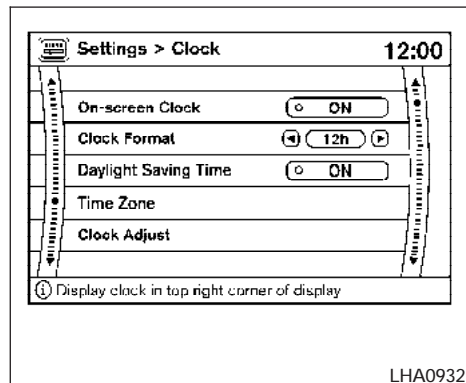 Settings > Clock 12:00
On-screen Clock ON
Clock Format 12h
Daylight Saving Time ON
Time Zone
Clock Adjust
i Display clock in top right corner of display
LHA0932